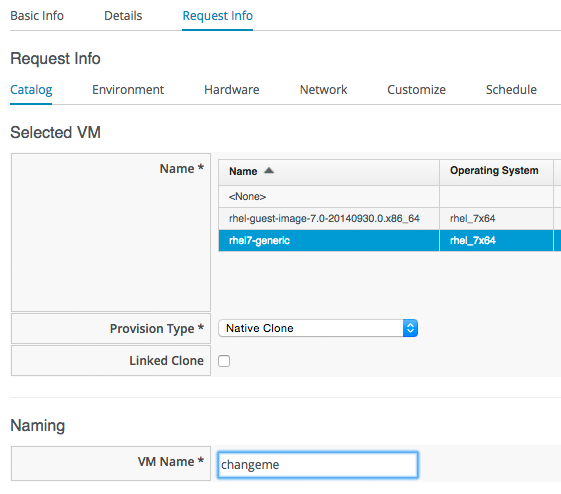 Basic Info Details Request Info
Request Info
Catalog Environment Hardware Network Customize Schedule
Selected VM
Name *
Name Operating System
<None>
rhel-guest-image-7.0-20140930.0.x86_64 rhel_7x64
rhel7-generic rhel_7x64
Provision Type * Native Clone
Linked Clone
Naming
VM Name * changeme